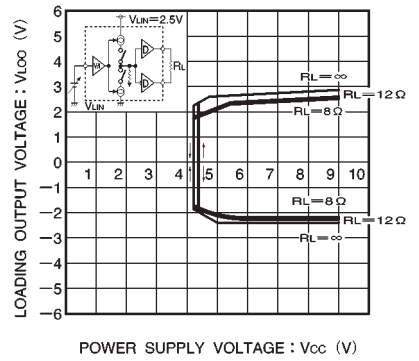 LOADING OUTPUT VOLTAGE : VLOO (V)
6
5
4
3
2
1
0
−1
−2
−3
−4
−5
−6
VLIN=2.5V
VI
D
D
RL
VLIN
RL=∞
RL=12Ω
RL=8Ω
1 2 3 4 5 6 7 8 9 10
RL=8Ω
RL=12Ω
RL=∞
POWER SUPPLY VOLTAGE : VCC (V)